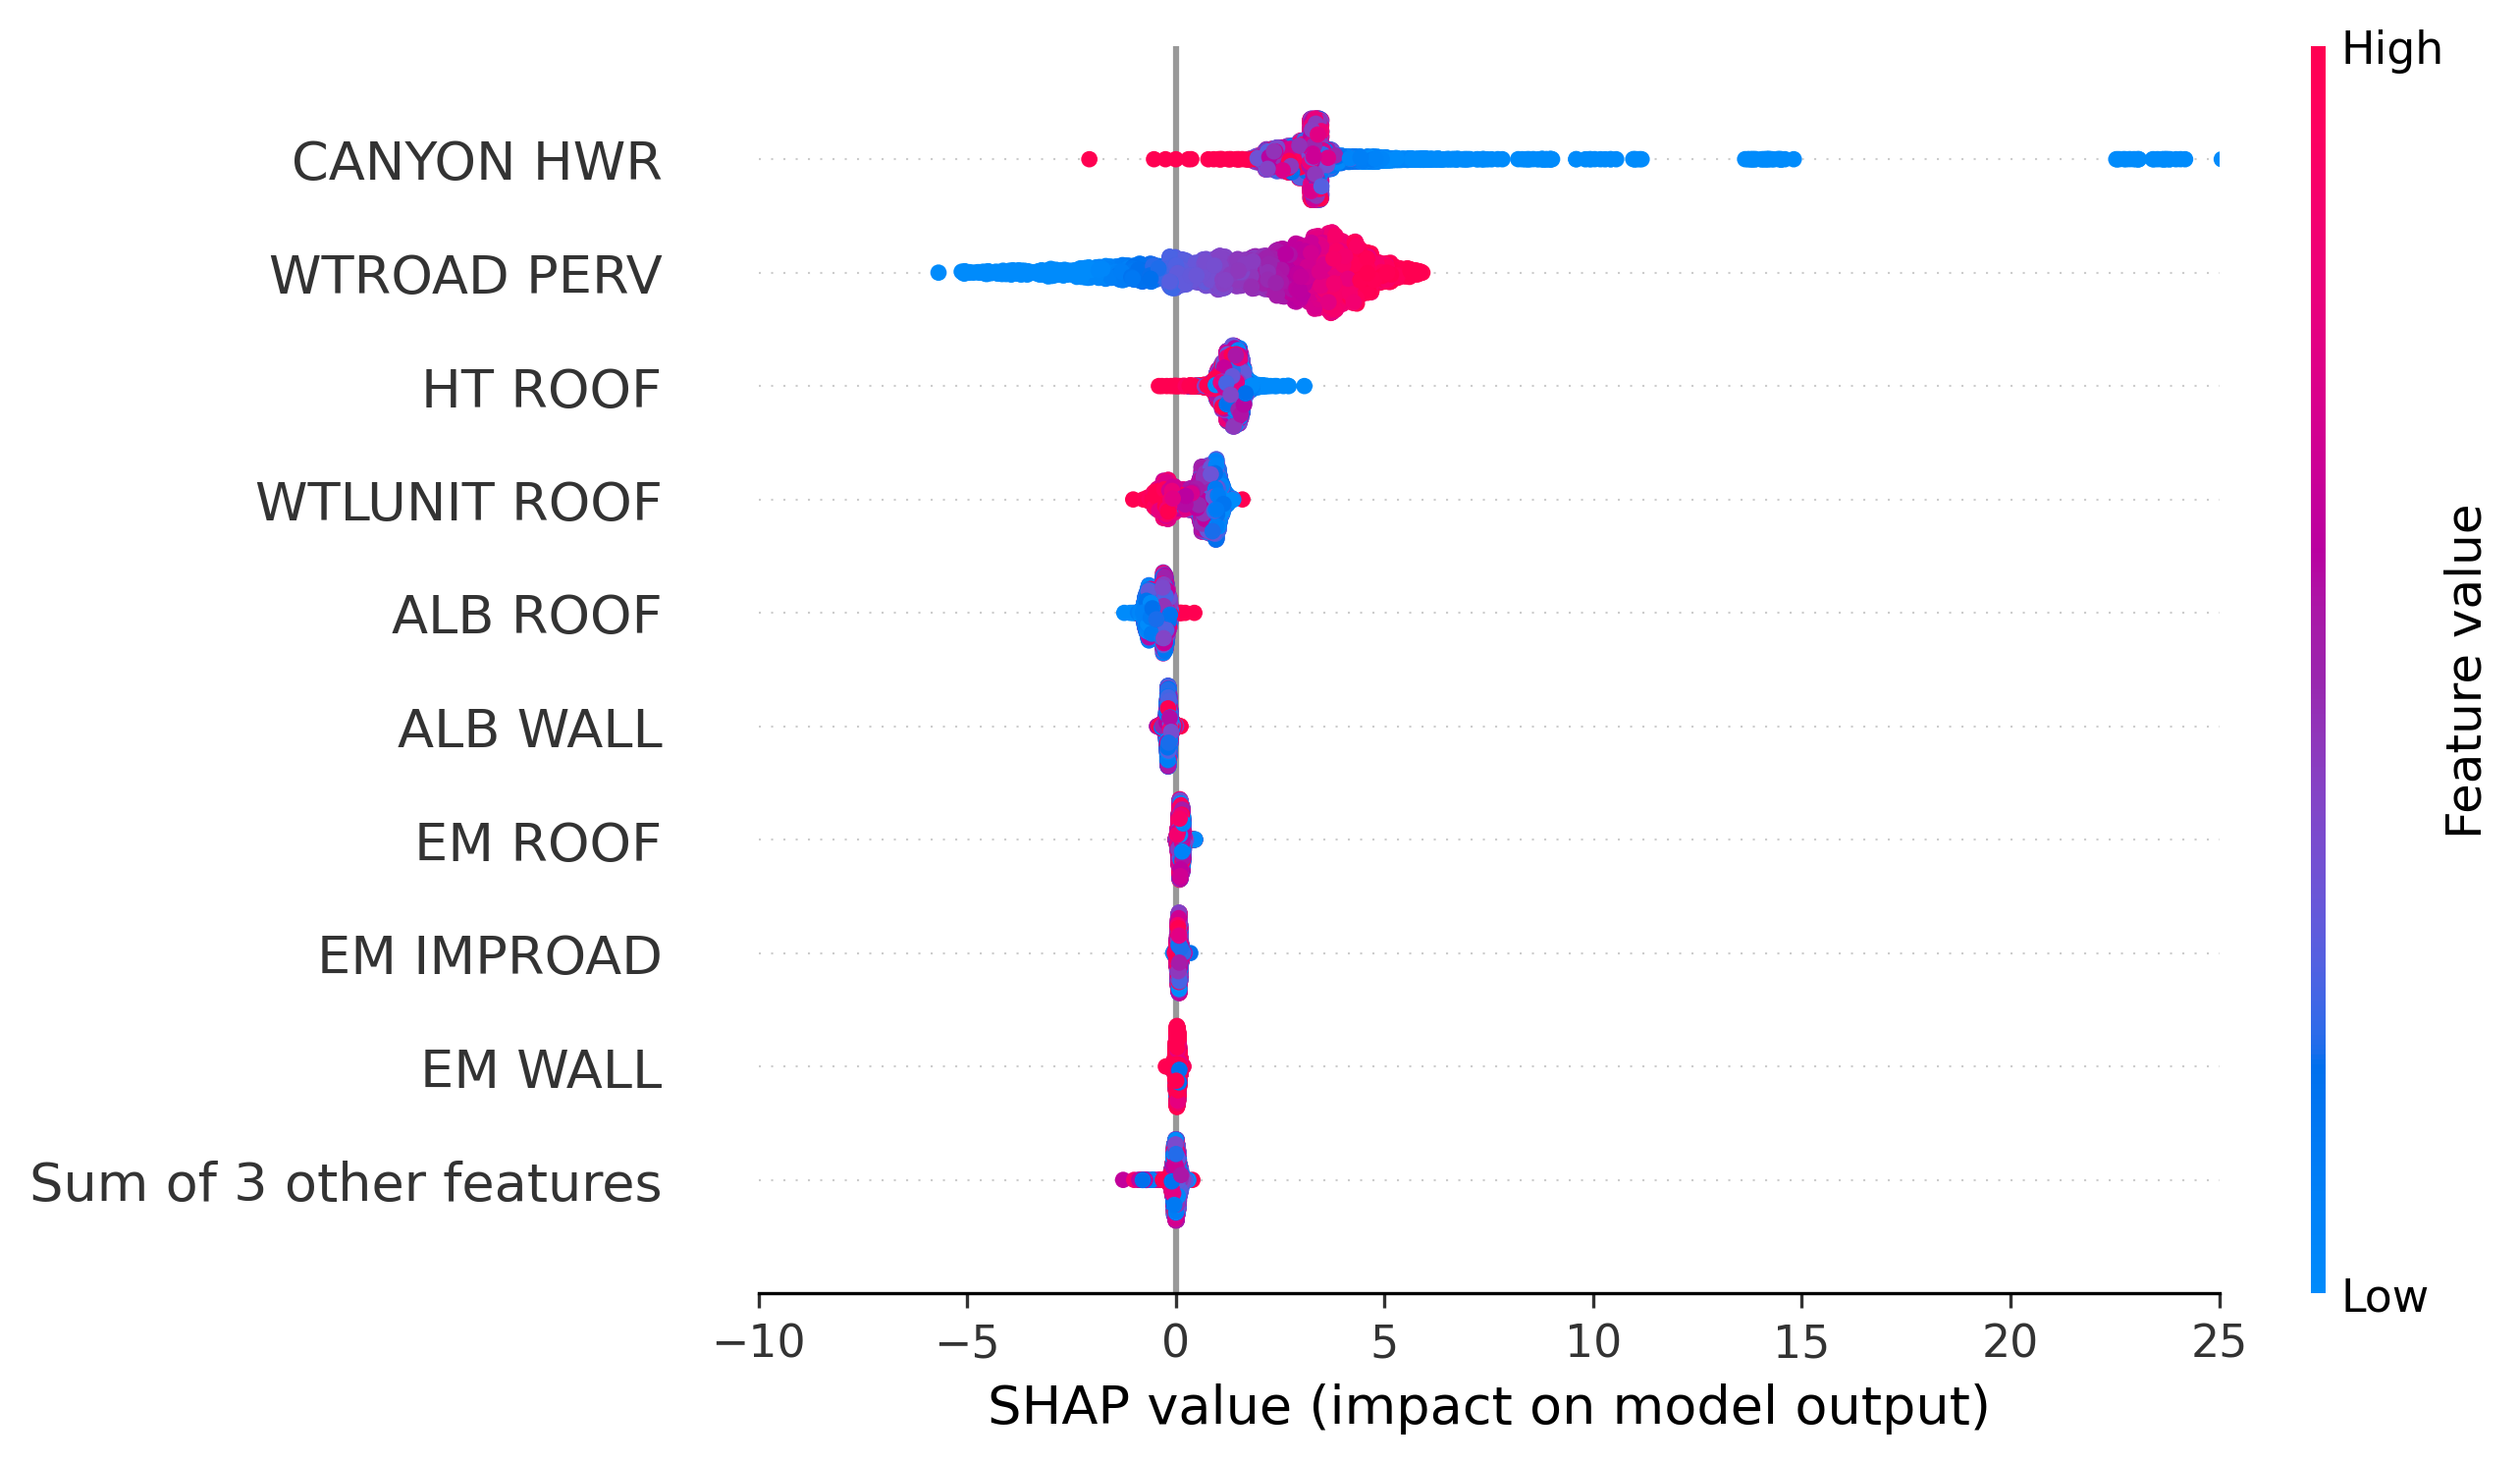 High
CANYON HWR
WTROAD PERV
HT ROOF
WTLUNIT ROOF
ALB ROOF
ALB WALL
EM ROOF
EM IMPROAD
EM WALL
Sum of 3 other features
Feature value
Low
−10 −5 0 5 10 15 20 25
SHAP value (impact on model output)